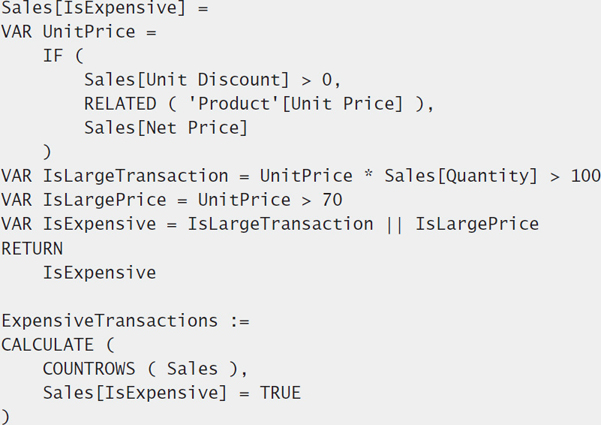 Sales[IsExpensive] =
VAR UnitPrice =
    IF (
        Sales[Unit Discount] > 0,
        RELATED ( 'Product'[Unit Price] ),
        Sales[Net Price]
    )
VAR IsLargeTransaction = UnitPrice * Sales[Quantity] > 100
VAR IsLargePrice = UnitPrice > 70
VAR IsExpensive = IsLargeTransaction || IsLargePrice
RETURN
    IsExpensive

ExpensiveTransactions :=
CALCULATE (
    COUNTROWS ( Sales ),
    Sales[IsExpensive] = TRUE
)